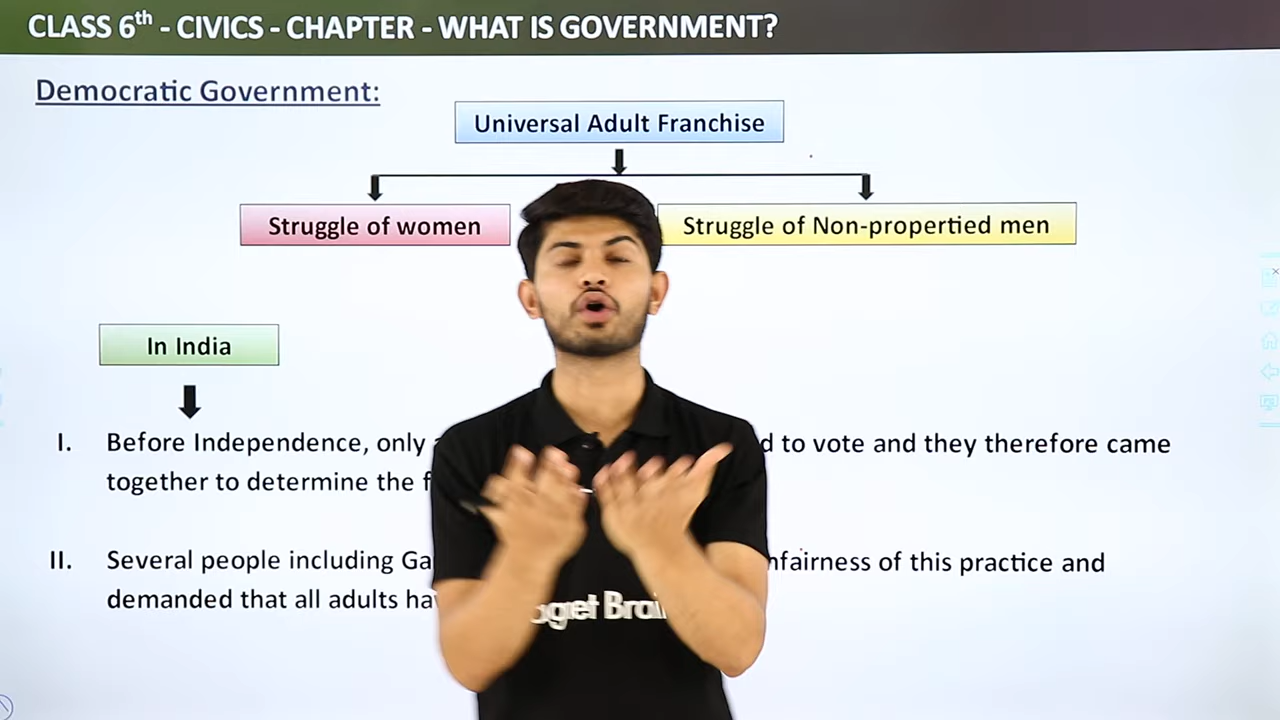 CLASS 6th - CIVICS - CHAPTER - WHAT IS GOVERNMENT?
Democratic Government:
Universal Adult Franchise
Struggle of women
Struggle of Non-propertied men
In India
I. Before Independence, only to vote and they therefore came
together to determine the
II. Several people including of this practice and
demanded that all adults